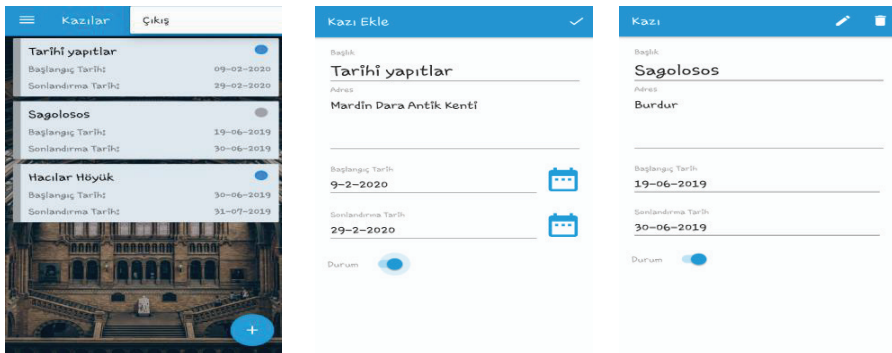 Kazılar
Çıkış
Tarihi yapıtlar
Başlangıç Tarih: 09-02-2020
Sonlandırma Tarih: 29-02-2020
Sagolosos
Başlangıç Tarih: 19-06-2019
Sonlandırma Tarih: 30-06-2019
Hacılar Höyük
Başlangıç Tarih: 30-06-2019
Sonlandırma Tarih: 31-07-2019
Kazı Ekle
Başlık
Tarihi yapıtlar
Adres
Mardin Dara Antik Kenti
Başlangıç Tarih
9-2-2020
Sonlandırma Tarih
29-2-2020
Durum
Kazı
Başlık
Sagolosos
Adres
Burdur
Başlangıç Tarih
19-06-2019
Sonlandırma Tarih
30-06-2019
Durum